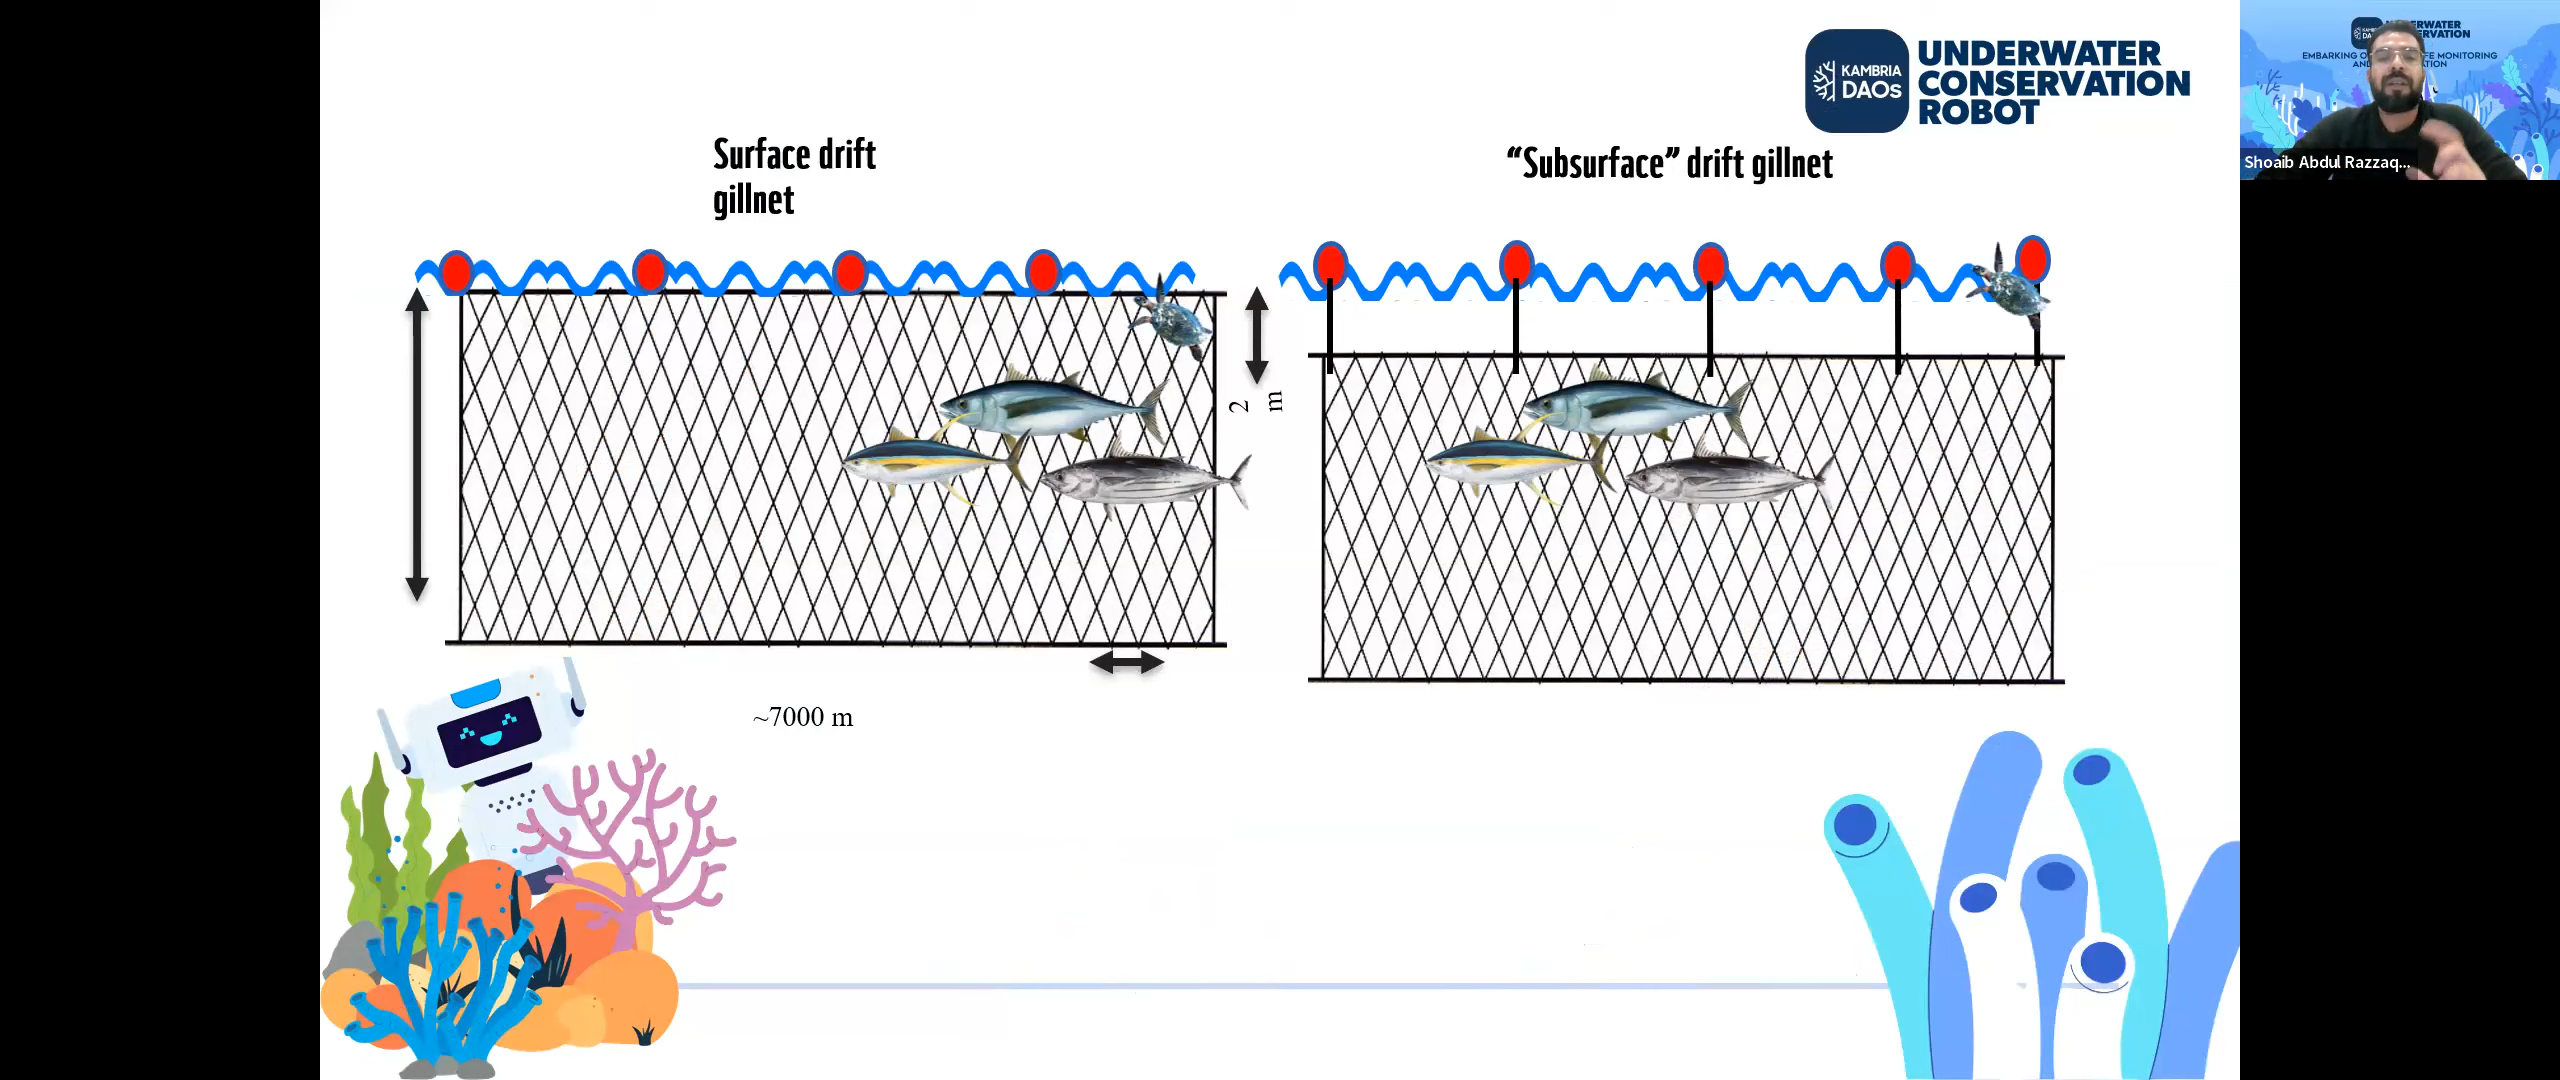 KAMBRIA
DAOs
UNDERWATER
CONSERVATION
ROBOT
Surface drift
gillnet
“Subsurface” drift gillnet
2
m
~7000 m
Shoaib Abdul Razzaq...